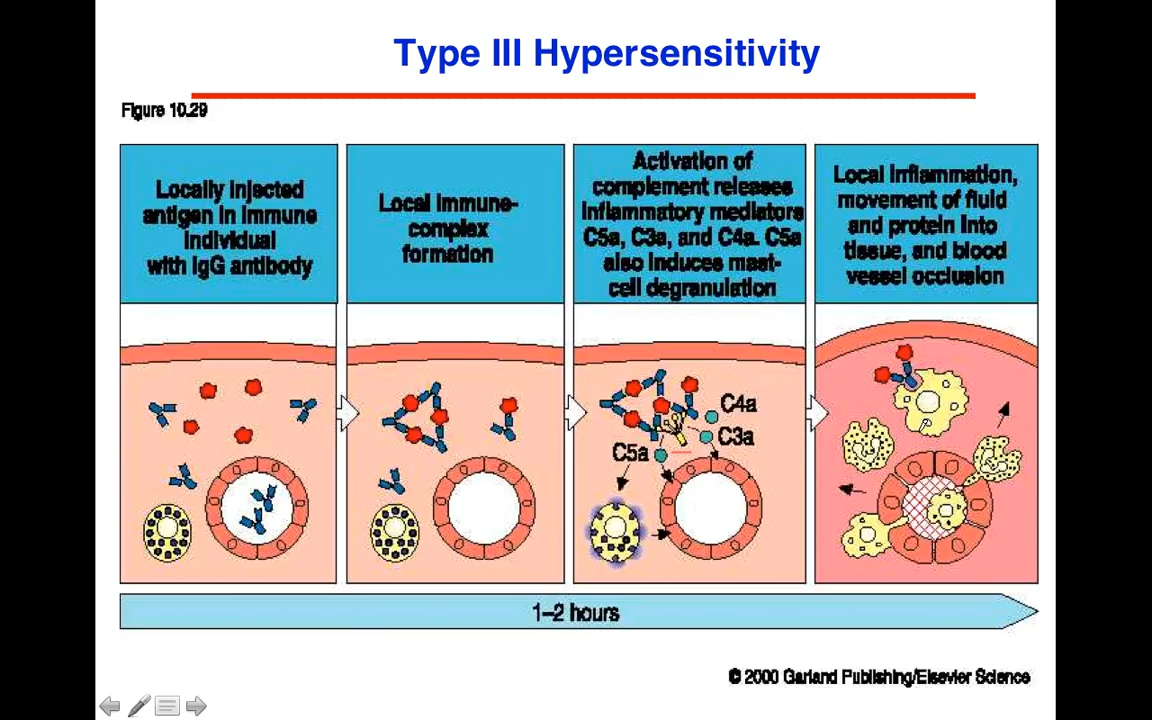 Type III Hypersensitivity
Figure 10.29
Locally injected
antigen in immune
individual
with IgG antibody
Local immune-
complex
formation
Activation of
complement releases
inflammatory mediators
C5a, C3a, and C4a. C5a
also induces mast-
cell degranulation
Local inflammation,
movement of fluid
and protein into
tissue, and blood
vessel occlusion
C4a
C3a
C5a
1–2 hours
© 2000 Garland Publishing/Elsevier Science